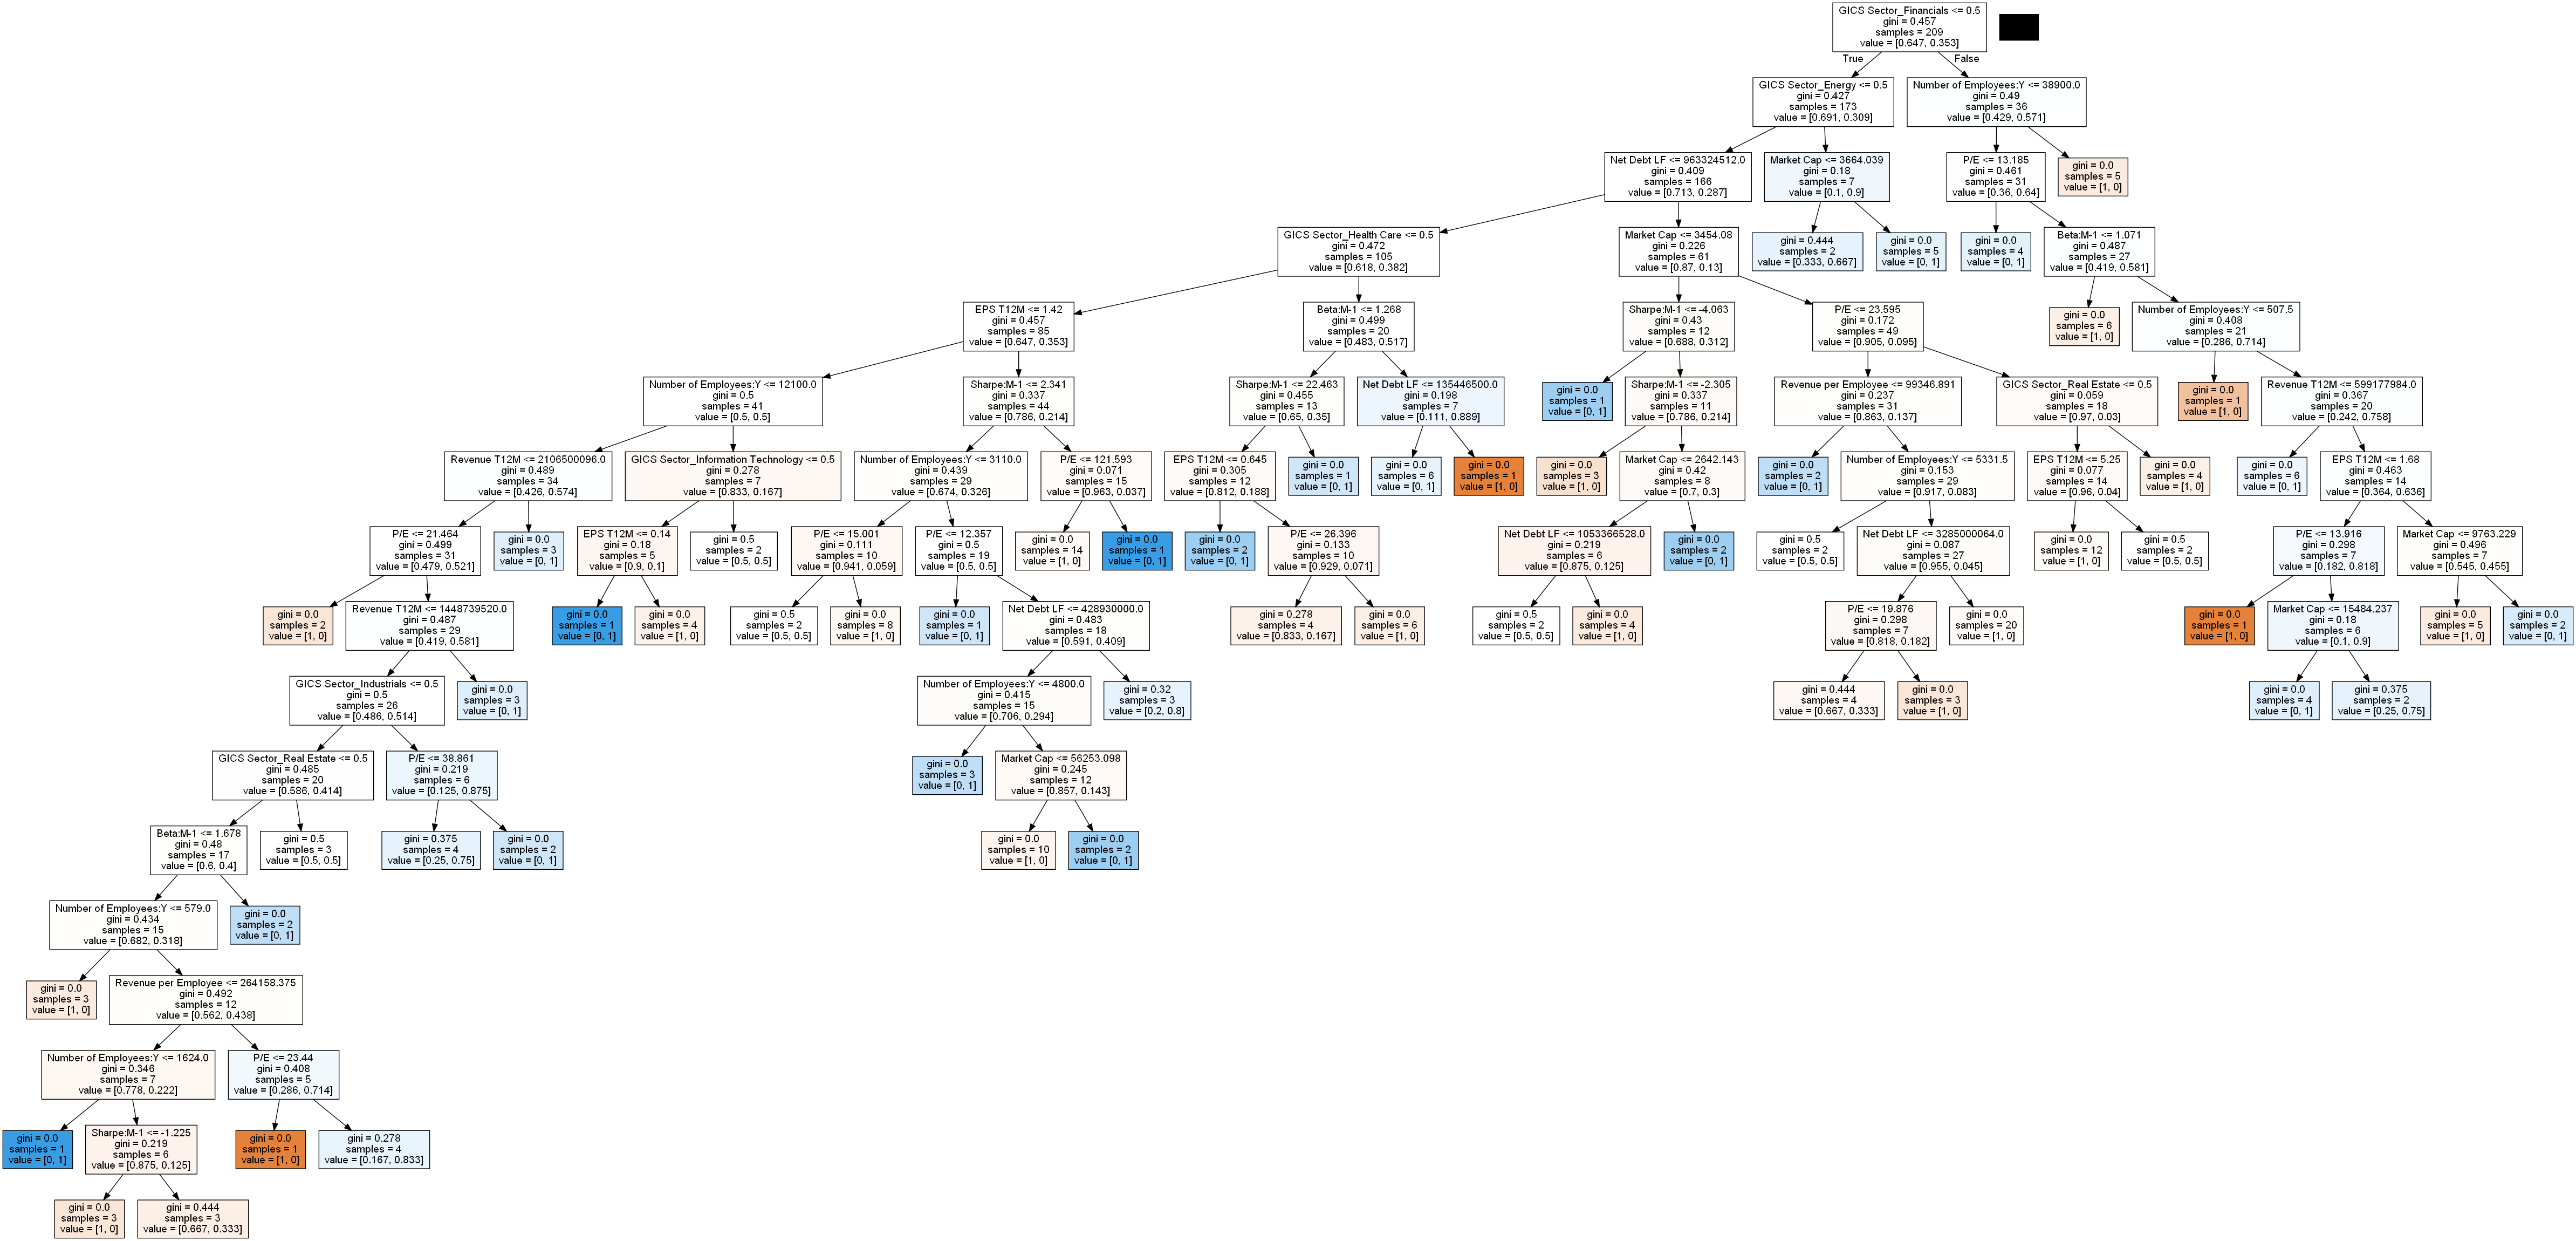 GICS Sector_Financials <= 0.5
gini = 0.457
samples = 209
value = [0.647, 0.353]
True
False
GICS Sector_Energy <= 0.5
gini = 0.427
samples = 173
value = [0.691, 0.309]
Number of Employees:Y <= 38900.0
gini = 0.49
samples = 36
value = [0.429, 0.571]
Net Debt LF <= 963324512.0
gini = 0.409
samples = 166
value = [0.713, 0.287]
Market Cap <= 3664.039
gini = 0.18
samples = 7
value = [0.1, 0.9]
P/E <= 13.185
gini = 0.461
samples = 31
value = [0.36, 0.64]
gini = 0.0
samples = 5
value = [1, 0]
GICS Sector_Health Care <= 0.5
gini = 0.472
samples = 105
value = [0.618, 0.382]
Market Cap <= 3454.08
gini = 0.226
samples = 61
value = [0.87, 0.13]
gini = 0.444
samples = 2
value = [0.333, 0.667]
gini = 0.0
samples = 5
value = [0, 1]
gini = 0.0
samples = 4
value = [0, 1]
Beta:M-1 <= 1.071
gini = 0.487
samples = 27
value = [0.419, 0.581]
EPS T12M <= 1.42
gini = 0.457
samples = 85
value = [0.647, 0.353]
Beta:M-1 <= 1.268
gini = 0.499
samples = 20
value = [0.483, 0.517]
Sharpe:M-1 <= -4.063
gini = 0.43
samples = 12
value = [0.688, 0.312]
P/E <= 23.595
gini = 0.172
samples = 49
value = [0.905, 0.095]
gini = 0.0
samples = 6
value = [1, 0]
Number of Employees:Y <= 507.5
gini = 0.408
samples = 21
value = [0.286, 0.714]
Number of Employees:Y <= 12100.0
gini = 0.5
samples = 41
value = [0.5, 0.5]
Sharpe:M-1 <= 2.341
gini = 0.337
samples = 44
value = [0.786, 0.214]
Sharpe:M-1 <= 22.463
gini = 0.455
samples = 13
value = [0.65, 0.35]
Net Debt LF <= 135446500.0
gini = 0.198
samples = 7
value = [0.111, 0.889]
gini = 0.0
samples = 1
value = [0, 1]
Sharpe:M-1 <= -2.305
gini = 0.337
samples = 11
value = [0.786, 0.214]
Revenue per Employee <= 99346.891
gini = 0.237
samples = 31
value = [0.863, 0.137]
GICS Sector_Real Estate <= 0.5
gini = 0.059
samples = 18
value = [0.97, 0.03]
gini = 0.0
samples = 1
value = [1, 0]
Revenue T12M <= 599177984.0
gini = 0.367
samples = 20
value = [0.242, 0.758]
Revenue T12M <= 2106500096.0
gini = 0.489
samples = 34
value = [0.426, 0.574]
GICS Sector_Information Technology <= 0.5
gini = 0.278
samples = 7
value = [0.833, 0.167]
Number of Employees:Y <= 3110.0
gini = 0.439
samples = 29
value = [0.674, 0.326]
P/E <= 121.593
gini = 0.071
samples = 15
value = [0.963, 0.037]
EPS T12M <= 0.645
gini = 0.305
samples = 12
value = [0.812, 0.188]
gini = 0.0
samples = 1
value = [0, 1]
gini = 0.0
samples = 6
value = [0, 1]
gini = 0.0
samples = 1
value = [1, 0]
gini = 0.0
samples = 3
value = [1, 0]
Market Cap <= 2642.143
gini = 0.42
samples = 8
value = [0.7, 0.3]
gini = 0.0
samples = 2
value = [0, 1]
Number of Employees:Y <= 5331.5
gini = 0.153
samples = 29
value = [0.917, 0.083]
EPS T12M <= 5.25
gini = 0.077
samples = 14
value = [0.96, 0.04]
gini = 0.0
samples = 4
value = [1, 0]
gini = 0.0
samples = 6
value = [0, 1]
EPS T12M <= 1.68
gini = 0.463
samples = 14
value = [0.364, 0.636]
P/E <= 21.464
gini = 0.499
samples = 31
value = [0.479, 0.521]
gini = 0.0
samples = 3
value = [0, 1]
EPS T12M <= 0.14
gini = 0.18
samples = 5
value = [0.9, 0.1]
gini = 0.5
samples = 2
value = [0.5, 0.5]
P/E <= 15.001
gini = 0.111
samples = 10
value = [0.941, 0.059]
P/E <= 12.357
gini = 0.5
samples = 19
value = [0.5, 0.5]
gini = 0.0
samples = 14
value = [1, 0]
gini = 0.0
samples = 1
value = [0, 1]
gini = 0.0
samples = 2
value = [0, 1]
P/E <= 26.396
gini = 0.133
samples = 10
value = [0.929, 0.071]
Net Debt LF <= 1053366528.0
gini = 0.219
samples = 6
value = [0.875, 0.125]
gini = 0.0
samples = 2
value = [0, 1]
gini = 0.5
samples = 2
value = [0.5, 0.5]
Net Debt LF <= 3285000064.0
gini = 0.087
samples = 27
value = [0.955, 0.045]
gini = 0.0
samples = 12
value = [1, 0]
gini = 0.5
samples = 2
value = [0.5, 0.5]
P/E <= 13.916
gini = 0.298
samples = 7
value = [0.182, 0.818]
Market Cap <= 9763.229
gini = 0.496
samples = 7
value = [0.545, 0.455]
gini = 0.0
samples = 2
value = [1, 0]
Revenue T12M <= 1448739520.0
gini = 0.487
samples = 29
value = [0.419, 0.581]
gini = 0.0
samples = 1
value = [0, 1]
gini = 0.0
samples = 4
value = [1, 0]
gini = 0.5
samples = 2
value = [0.5, 0.5]
gini = 0.0
samples = 8
value = [1, 0]
gini = 0.0
samples = 1
value = [0, 1]
Net Debt LF <= 428930000.0
gini = 0.483
samples = 18
value = [0.591, 0.409]
gini = 0.278
samples = 4
value = [0.833, 0.167]
gini = 0.0
samples = 6
value = [1, 0]
gini = 0.5
samples = 2
value = [0.5, 0.5]
gini = 0.0
samples = 4
value = [1, 0]
P/E <= 19.876
gini = 0.298
samples = 7
value = [0.818, 0.182]
gini = 0.0
samples = 20
value = [1, 0]
gini = 0.0
samples = 1
value = [1, 0]
Market Cap <= 15484.237
gini = 0.18
samples = 6
value = [0.1, 0.9]
gini = 0.0
samples = 5
value = [1, 0]
gini = 0.0
samples = 2
value = [0, 1]
GICS Sector_Industrials <= 0.5
gini = 0.5
samples = 26
value = [0.486, 0.514]
gini = 0.0
samples = 3
value = [0, 1]
Number of Employees:Y <= 4800.0
gini = 0.415
samples = 15
value = [0.706, 0.294]
gini = 0.32
samples = 3
value = [0.2, 0.8]
gini = 0.444
samples = 4
value = [0.667, 0.333]
gini = 0.0
samples = 3
value = [1, 0]
gini = 0.0
samples = 4
value = [0, 1]
gini = 0.375
samples = 2
value = [0.25, 0.75]
GICS Sector_Real Estate <= 0.5
gini = 0.485
samples = 20
value = [0.586, 0.414]
P/E <= 38.861
gini = 0.219
samples = 6
value = [0.125, 0.875]
gini = 0.0
samples = 3
value = [0, 1]
Market Cap <= 56253.098
gini = 0.245
samples = 12
value = [0.857, 0.143]
Beta:M-1 <= 1.678
gini = 0.48
samples = 17
value = [0.6, 0.4]
gini = 0.5
samples = 3
value = [0.5, 0.5]
gini = 0.375
samples = 4
value = [0.25, 0.75]
gini = 0.0
samples = 2
value = [0, 1]
gini = 0.0
samples = 10
value = [1, 0]
gini = 0.0
samples = 2
value = [0, 1]
Number of Employees:Y <= 579.0
gini = 0.434
samples = 15
value = [0.682, 0.318]
gini = 0.0
samples = 2
value = [0, 1]
gini = 0.0
samples = 3
value = [1, 0]
Revenue per Employee <= 264158.375
gini = 0.492
samples = 12
value = [0.562, 0.438]
Number of Employees:Y <= 1624.0
gini = 0.346
samples = 7
value = [0.778, 0.222]
P/E <= 23.44
gini = 0.408
samples = 5
value = [0.286, 0.714]
gini = 0.0
samples = 1
value = [0, 1]
Sharpe:M-1 <= -1.225
gini = 0.219
samples = 6
value = [0.875, 0.125]
gini = 0.0
samples = 1
value = [1, 0]
gini = 0.278
samples = 4
value = [0.167, 0.833]
gini = 0.0
samples = 3
value = [1, 0]
gini = 0.444
samples = 3
value = [0.667, 0.333]